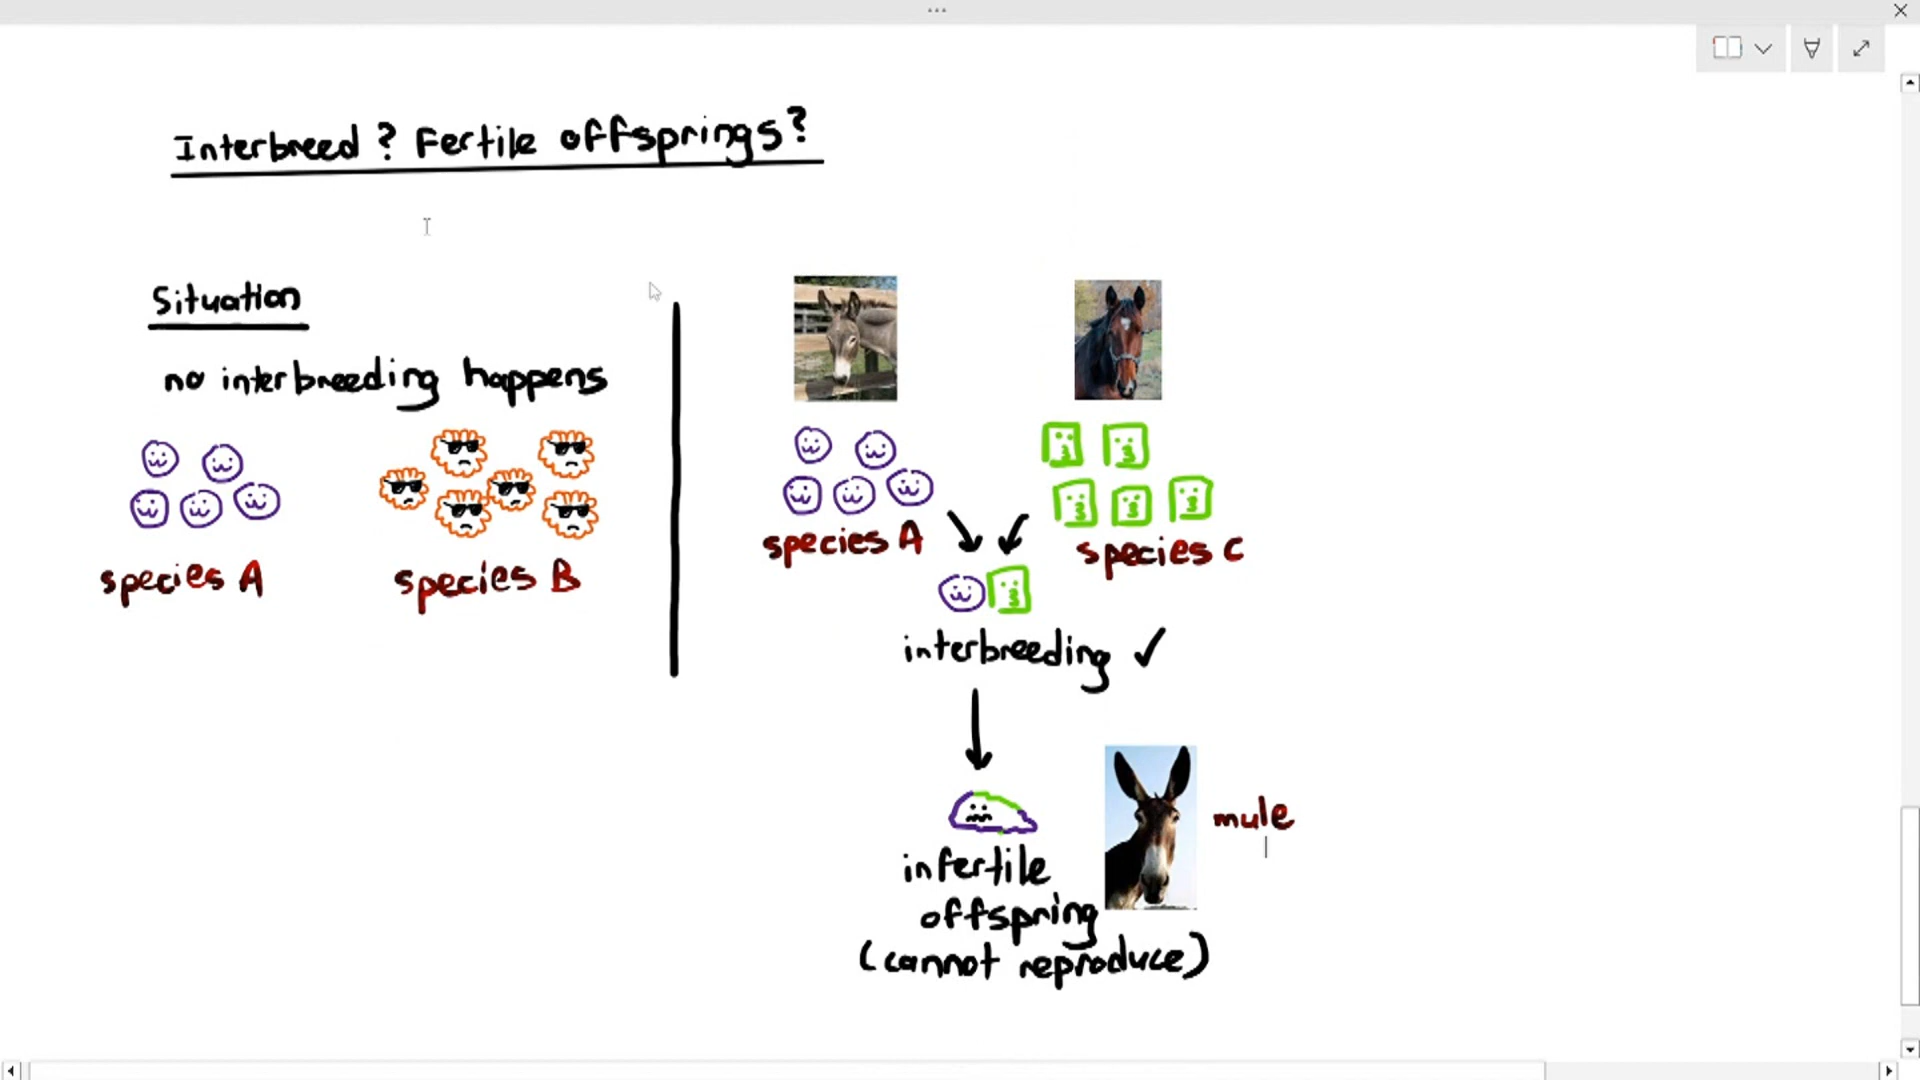 Interbreed? Fertile offsprings?
Situation
no interbreeding happens
species A
species B
species A
species C
interbreeding ✓
mule
infertile
offspring
(cannot reproduce)